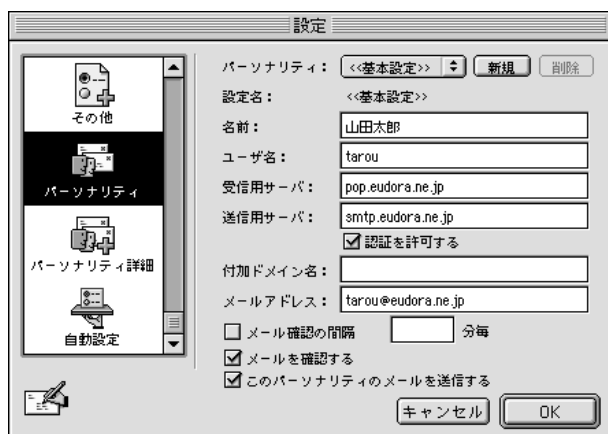 設定
その他
パーソナリティ
パーソナリティ詳細
自動設定
パーソナリティ： <<基本設定>> 新規 削除
設定名： <<基本設定>>
名前： 山田太郎
ユーザ名： tarou
受信用サーバ： pop.eudora.ne.jp
送信用サーバ： smtp.eudora.ne.jp
認証を許可する
付加ドメイン名：
メールアドレス： tarou@eudora.ne.jp
メール確認の間隔 分毎
メールを確認する
このパーソナリティのメールを送信する
キャンセル OK